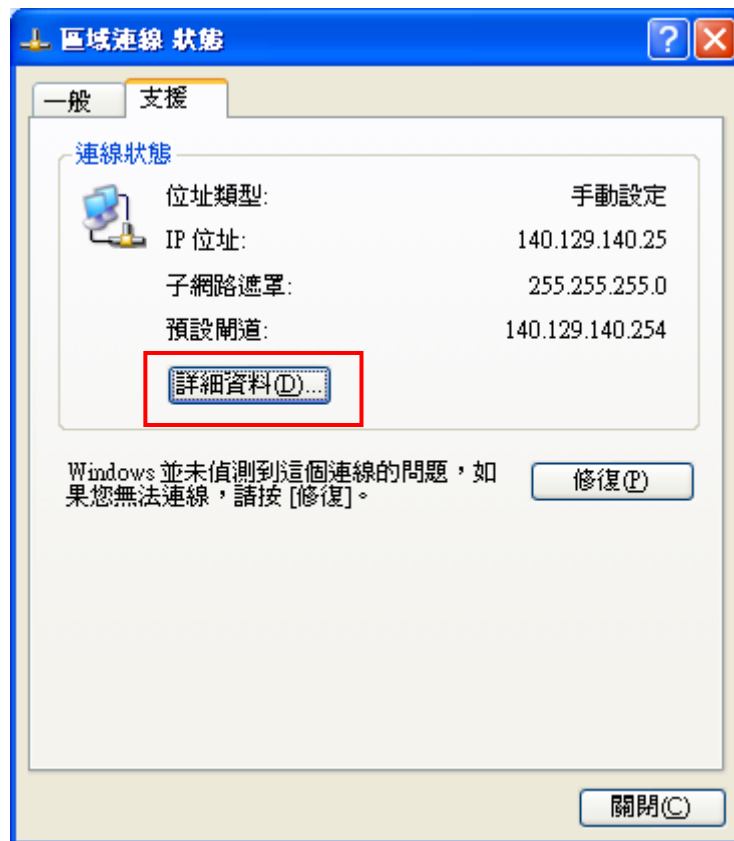 區域連線 狀態
一般
支援
連線狀態
位址類型: 手動設定
IP 位址: 140.129.140.25
子網路遮罩: 255.255.255.0
預設閘道: 140.129.140.254
詳細資料(D)...
Windows 並未偵測到這個連線的問題，如
果您無法連線，請按 [修復]。
修復(P)
關閉(C)